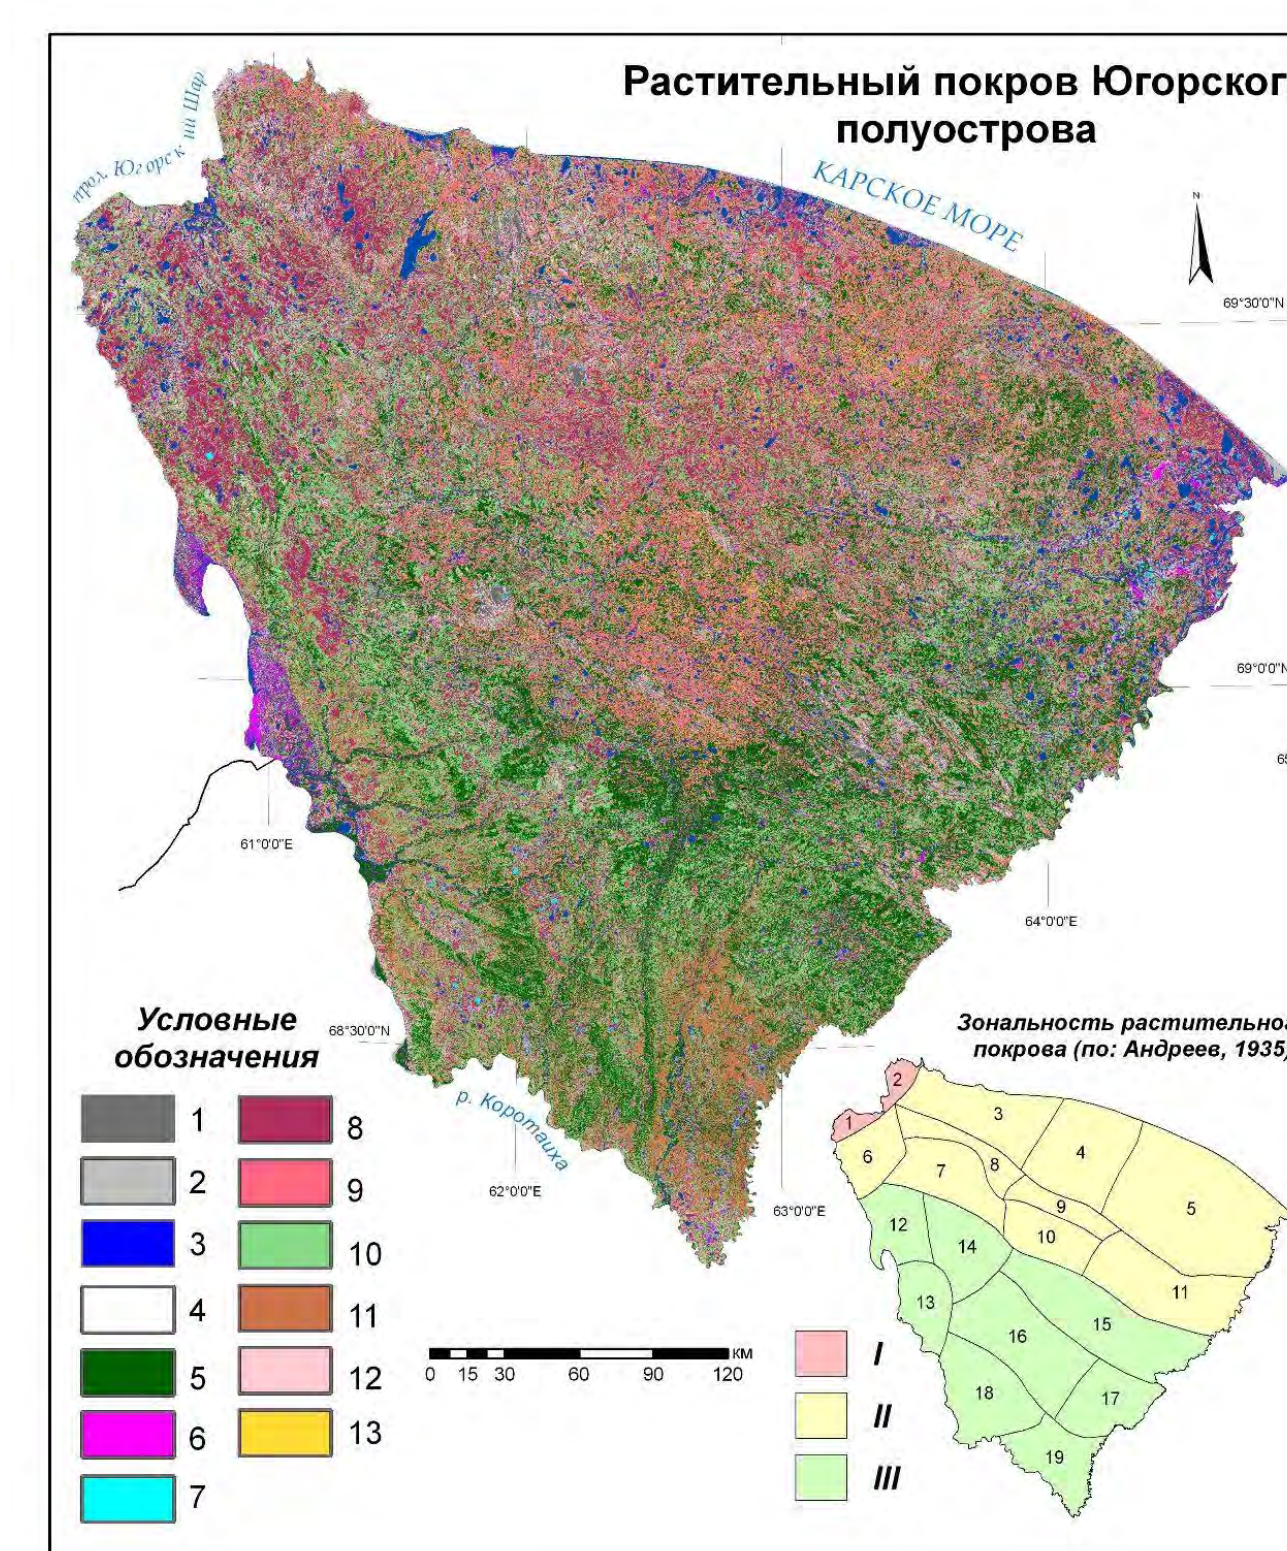 Растительный покров Югорског
полуострова
прол. Югорский Шар
КАРСКОЕ МОРЕ
N
69°30'0"N
69°0'0"N
65
61°0'0"E
64°0'0"E
68°30'0"N
р. Коротаиха
62°0'0"E
63°0'0"E
Условные
обозначения
1
2
3
4
5
6
7
8
9
10
11
12
13
0 15 30 60 90 120 КМ
Зональность растительног
покрова (по: Андреев, 1935)
2
1
3
4
5
6
7
8
9
10
11
12
14
13
15
16
17
18
19
I
II
III